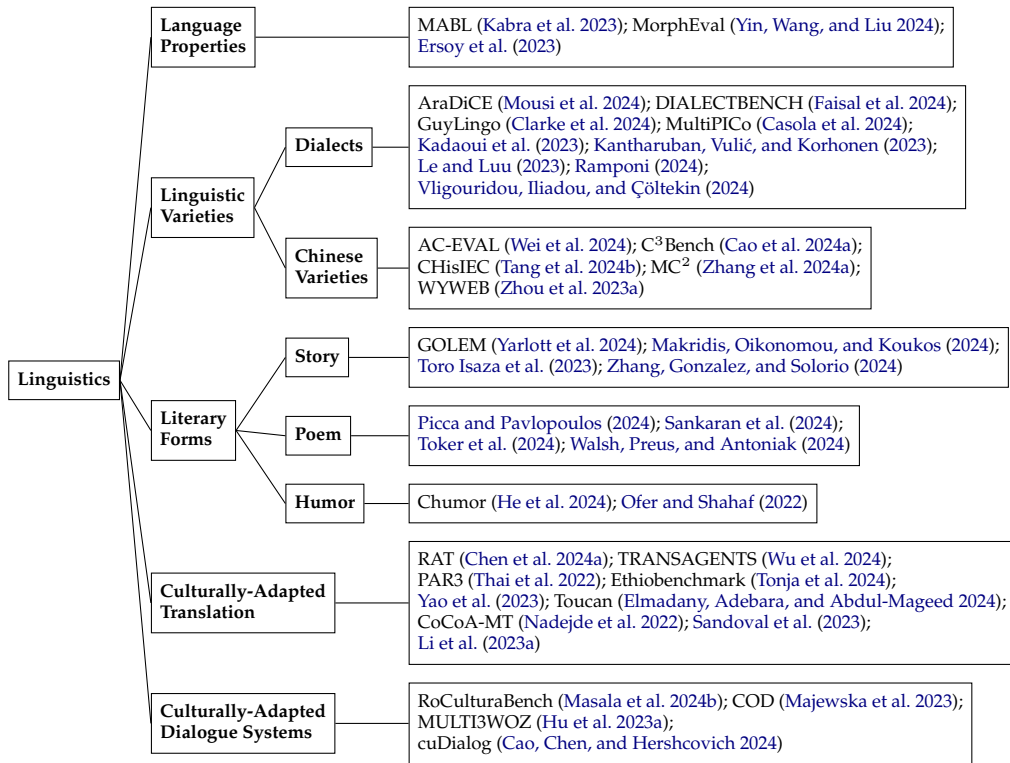 Language
Properties
MABL (Kabra et al. 2023); MorphEval (Yin, Wang, and Liu 2024);
Ersoy et al. (2023)
Linguistic
Varieties
Dialects
AraDiCE (Mousi et al. 2024); DIALECTBENCH (Faisal et al. 2024);
GuyLingo (Clarke et al. 2024); MultiPICo (Casola et al. 2024);
Kadaoui et al. (2023); Kantharuban, Vulić, and Korhonen (2023);
Le and Luu (2023); Ramponi (2024);
Vligouridou, Iliadou, and Çöltekin (2024)
Chinese
Varieties
AC-EVAL (Wei et al. 2024); C³Bench (Cao et al. 2024a);
CHisIEC (Tang et al. 2024b); MC² (Zhang et al. 2024a);
WYWEB (Zhou et al. 2023a)
Linguistics
Literary
Forms
Story
GOLEM (Yarlott et al. 2024); Makridis, Oikonomou, and Koukos (2024);
Toro Isaza et al. (2023); Zhang, Gonzalez, and Solorio (2024)
Poem
Picca and Pavlopoulos (2024); Sankaran et al. (2024);
Toker et al. (2024); Walsh, Preus, and Antoniak (2024)
Humor
Chumor (He et al. 2024); Ofer and Shahaf (2022)
Culturally-Adapted
Translation
RAT (Chen et al. 2024a); TRANSAGENTS (Wu et al. 2024);
PAR3 (Thai et al. 2022); Ethiobenchmark (Tonja et al. 2024);
Yao et al. (2023); Toucan (Elmadany, Adebara, and Abdul-Mageed 2024);
CoCoA-MT (Nadejde et al. 2022); Sandoval et al. (2023);
Li et al. (2023a)
Culturally-Adapted
Dialogue Systems
RoCulturaBench (Masala et al. 2024b); COD (Majewska et al. 2023);
MULTI3WOZ (Hu et al. 2023a);
cuDialog (Cao, Chen, and Hershcovich 2024)